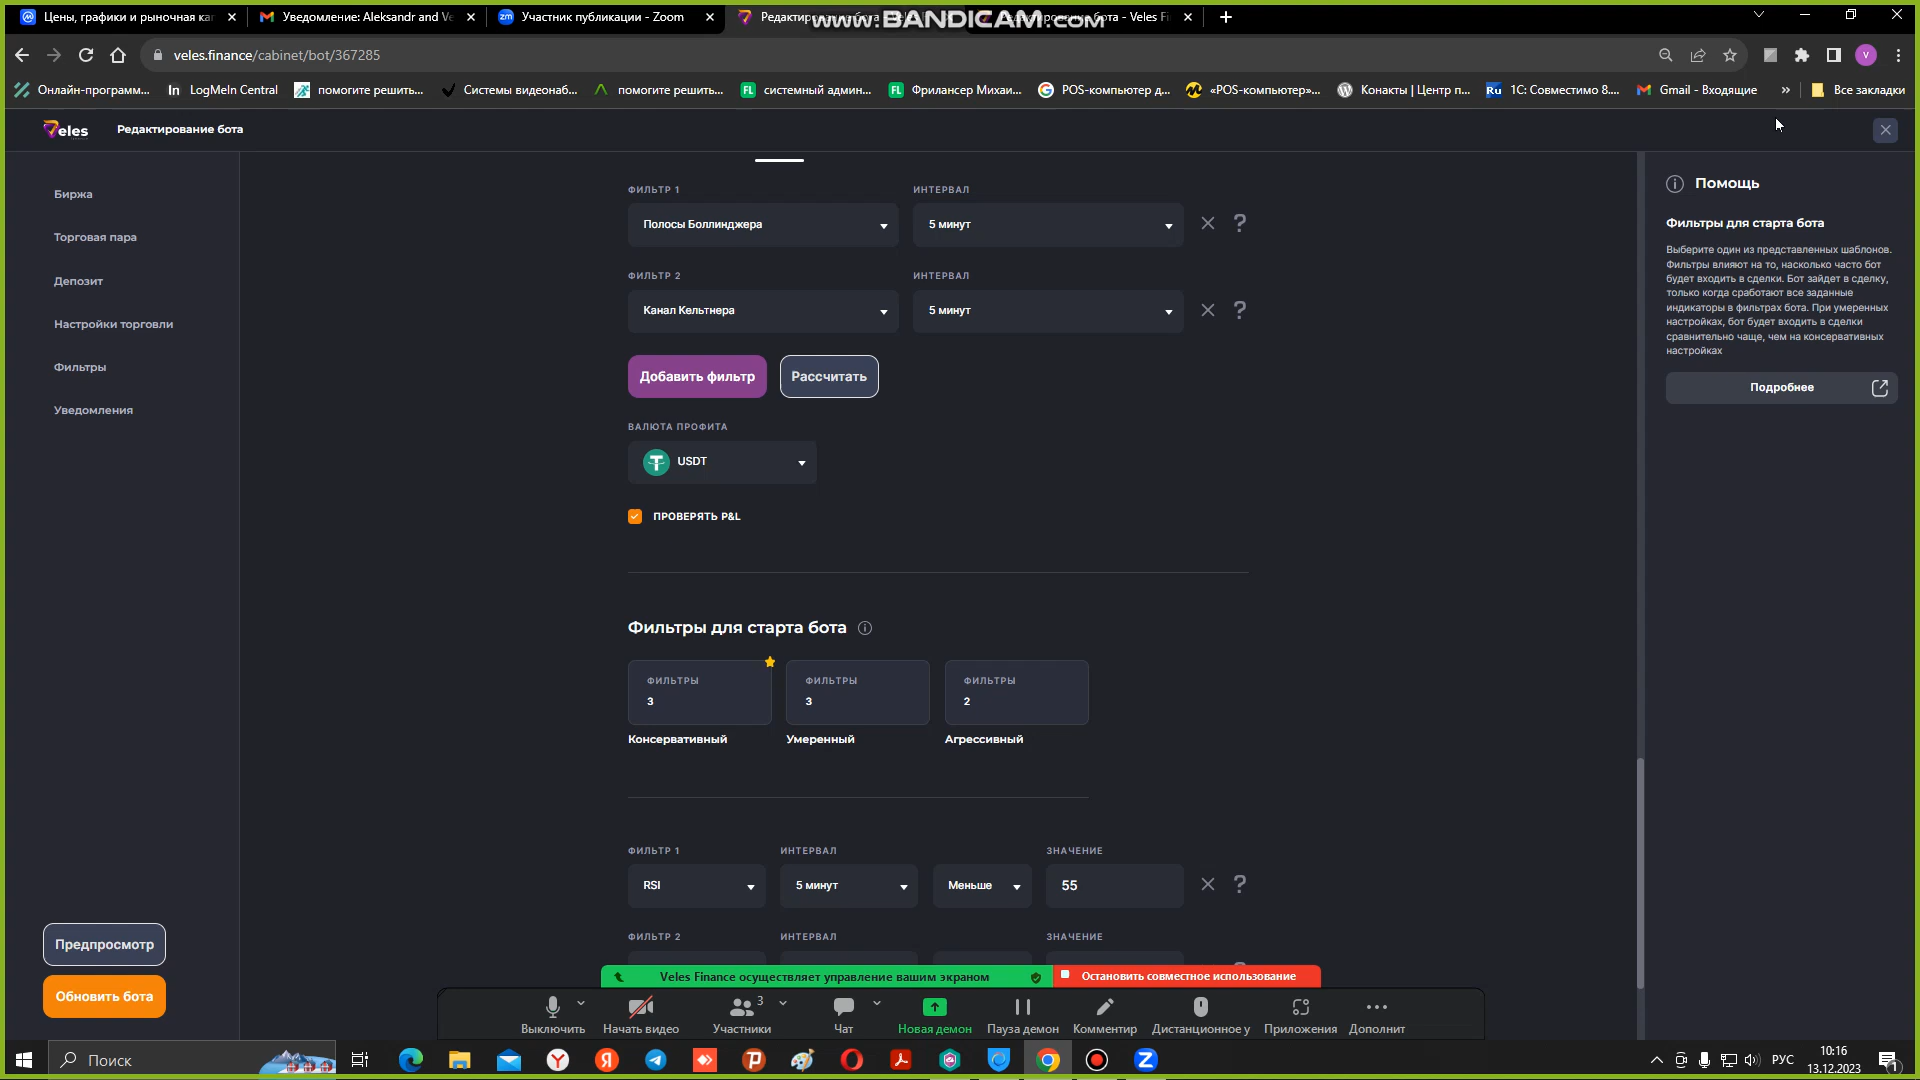 Цены, графики и рыночная кап
Уведомление: Aleksandr and Ve
Участник публикации - Zoom
www.BANDICAM.com
бота - Veles Fi
veles.finance/cabinet/bot/367285
V
Онлайн-программ...
LogMeIn Central
помогите решить...
Системы видеонаб...
помогите решить...
системный админ...
Фрилансер Михаи...
POS-компьютер д...
«POS-компьютер»...
Конакты | Центр п...
1С: Совместимо 8....
Gmail - Входящие
»
Все закладки
Veles
Редактирование бота
Биржа
Торговая пара
Депозит
Настройки торговли
Фильтры
Уведомления
Предпросмотр
Обновить бота
ФИЛЬТР 1
ИНТЕРВАЛ
Полосы Боллинджера
5 минут
?
ФИЛЬТР 2
ИНТЕРВАЛ
Канал Кельтнера
5 минут
?
Добавить фильтр
Рассчитать
ВАЛЮТА ПРОФИТА
USDT
ПРОВЕРЯТЬ P&L
Фильтры для старта бота
ФИЛЬТРЫ
3
Консервативный
ФИЛЬТРЫ
3
Умеренный
ФИЛЬТРЫ
2
Агрессивный
ФИЛЬТР 1
ИНТЕРВАЛ
ЗНАЧЕНИЕ
RSI
5 минут
Меньше
55
?
ФИЛЬТР 2
ИНТЕРВАЛ
ЗНАЧЕНИЕ
Помощь
Фильтры для старта бота
Выберите один из представленных шаблонов.
Фильтры влияют на то, насколько часто бот
будет входить в сделки. Бот зайдет в сделку,
только когда сработают все заданные
индикаторы в фильтрах бота. При умеренных
настройках, бот будет входить в сделки
сравнительно чаще, чем на консервативных
настройках
Подробнее
Veles Finance осуществляет управление вашим экраном
Остановить совместное использование
Выключить
Начать видео
3
Участники
Чат
Новая демон
Пауза демон
Комментир
Дистанционное у
Приложения
Дополнит
Поиск
РУС
10:16
13.12.2023
1